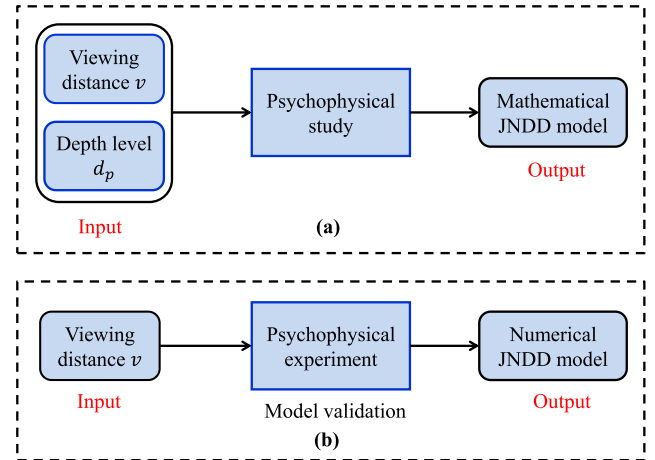 Viewing
distance v
Depth level
d_p
Input
Psychophysical
study
(a)
Mathematical
JNDD model
Output
Viewing
distance v
Input
Psychophysical
experiment
Model validation
(b)
Numerical
JNDD model
Output